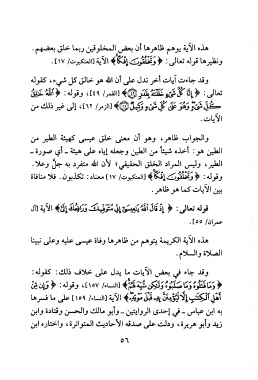 هذه الآية يوهم ظاهرها أن بعض المخلوقين ربما خلق بعضهم.
ونظيرها قوله تعالى: ﴿وَتَخْلُقُونَ إِفْكًا﴾ الآية [العنكبوت/ ١٧].
وقد جاءت آيات أخر تدل على أن الله هو خالق كل شيء، كقوله
تعالى: ﴿إِنَّا كُلَّ شَيْءٍ خَلَقْنَاهُ بِقَدَرٍ﴾ [القمر/ ٤٩]، وقوله: ﴿اللَّهُ خَالِقُ
كُلِّ شَيْءٍ وَهُوَ عَلَىٰ كُلِّ شَيْءٍ وَكِيلٌ﴾ [الزمر/ ٦٢]، إلى غير ذلك من
الآيات.
والجواب ظاهر، وهو أن معنى خلق عيسى كهيئة الطير من
الطين هو: أخذه شيئًا من الطين وجعله إياه على هيئة ـ أي صورة ـ
الطير، وليس المراد الخلق الحقيقي؛ لأن الله متفرد به جلَّ وعلا.
وقوله: ﴿وَتَخْلُقُونَ إِفْكًا﴾ [العنكبوت/ ١٧] معناه: تكذبون. فلا منافاة
بين الآيات كما هو ظاهر.
قوله تعالى: ﴿إِذْ قَالَ اللَّهُ يَا عِيسَىٰ إِنِّي مُتَوَفِّيكَ وَرَافِعُكَ إِلَيَّ﴾ الآية [آل
عمران/ ٥٥].
هذه الآية الكريمة يتوهم من ظاهرها وفاة عيسى عليه وعلى نبينا
الصلاة والسلام.
وقد جاء في بعض الآيات ما يدل على خلاف ذلك: كقوله:
﴿وَمَا قَتَلُوهُ وَمَا صَلَبُوهُ وَلَٰكِن شُبِّهَ لَهُمْ﴾ [النساء/ ١٥٧]، وقوله: ﴿وَإِن مِّنْ
أَهْلِ الْكِتَابِ إِلَّا لَيُؤْمِنَنَّ بِهِ قَبْلَ مَوْتِهِ﴾ الآية [النساء/ ١٥٩] على ما فسرها
به ابن عباس ـ في إحدى الروايتين ـ وأبو مالك والحسن وقتادة وابن
زيد وأبو هريرة، ودلت على صدقه الأحاديث المتواترة، واختاره ابن
٥٦